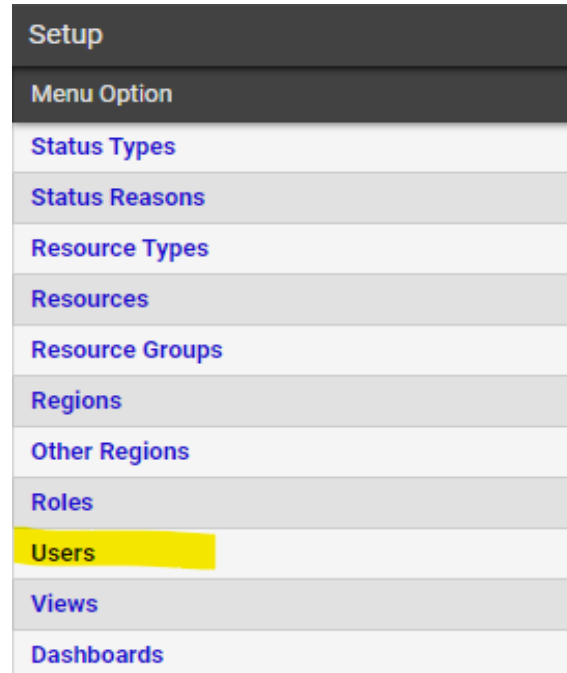 Setup
Menu Option
Status Types
Status Reasons
Resource Types
Resources
Resource Groups
Regions
Other Regions
Roles
Users
Views
Dashboards